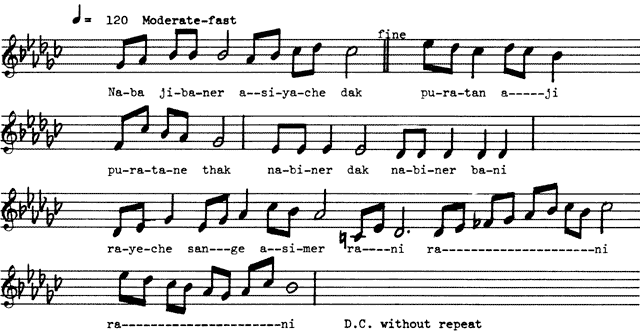 ♩= 120 Moderate-fast
fine
Na-ba ji-ba-ner a--si-ya-che dak pu-ra-tan a-----ji
pu-ra-ta-ne thak na-bi-ner dak na-bi-ner ba-ni
ra-ye-che san---ge a--si-mer ra----ni ra---------------------ni
ra----------------------ni D.C. without repeat